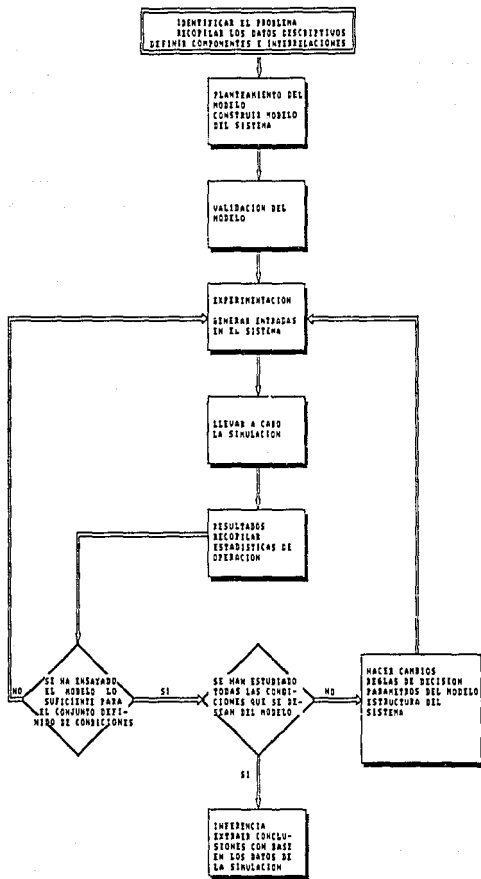 IDENTIFICAR EL PROBLEMA
RECOPILAR LOS DATOS DESCRIPTIVOS
DEFINIR COMPONENTES E INTERRELACIONES
PLANTEAMIENTO DEL
MODELO
CONSTRUIR MODELO
DEL SISTEMA
VALIDACION DEL
MODELO
EXPERIMENTACION
GENERAR ENTRADAS
EN EL SISTEMA
LLEVAR A CABO
LA SIMULACION
RESULTADOS
RECOPILAR
ESTADISTICAS DE
OPERACION
NO
SE HA ENSAYADO
EL MODELO LO
SUFICIENTE PARA
EL CONJUNTO DEFI-
NIDO DE CONDICIONES
SI
SE HAN ESTUDIADO
TODAS LAS CONDI-
CIONES QUE SE DE-
SEAN DEL MODELO
NO
HACER CAMBIOS
REGLAS DE DECISION
PARAMETROS DEL MODELO
ESTRUCTURA DEL
SISTEMA
SI
INFERENCIA
EXTRAER CONCLU-
SIONES CON BASE
EN LOS DATOS DE
LA SIMULACION